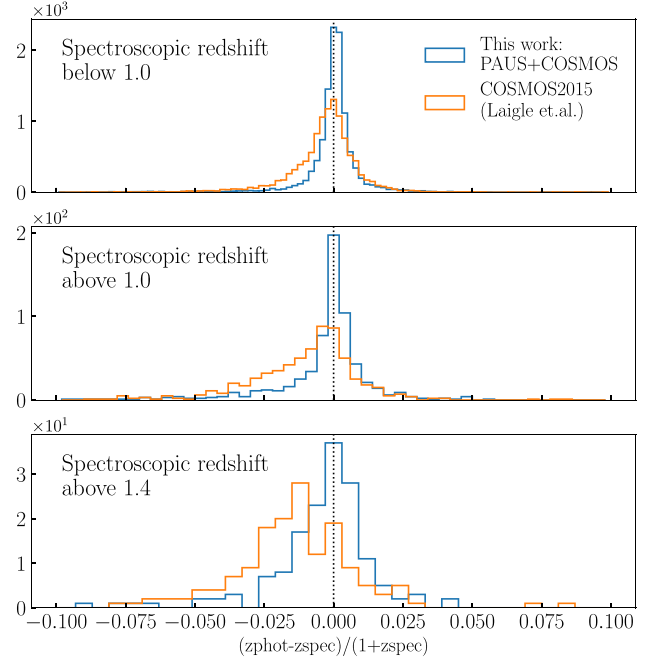 ×10³
Spectroscopic redshift
below 1.0
This work:
PAUS+COSMOS
COSMOS2015
(Laigle et.al.)
2
1
0
×10²
Spectroscopic redshift
above 1.0
2
1
0
×10¹
Spectroscopic redshift
above 1.4
3
2
1
0
−0.100 −0.075 −0.050 −0.025 0.000 0.025 0.050 0.075 0.100
(zphot-zspec)/(1+zspec)